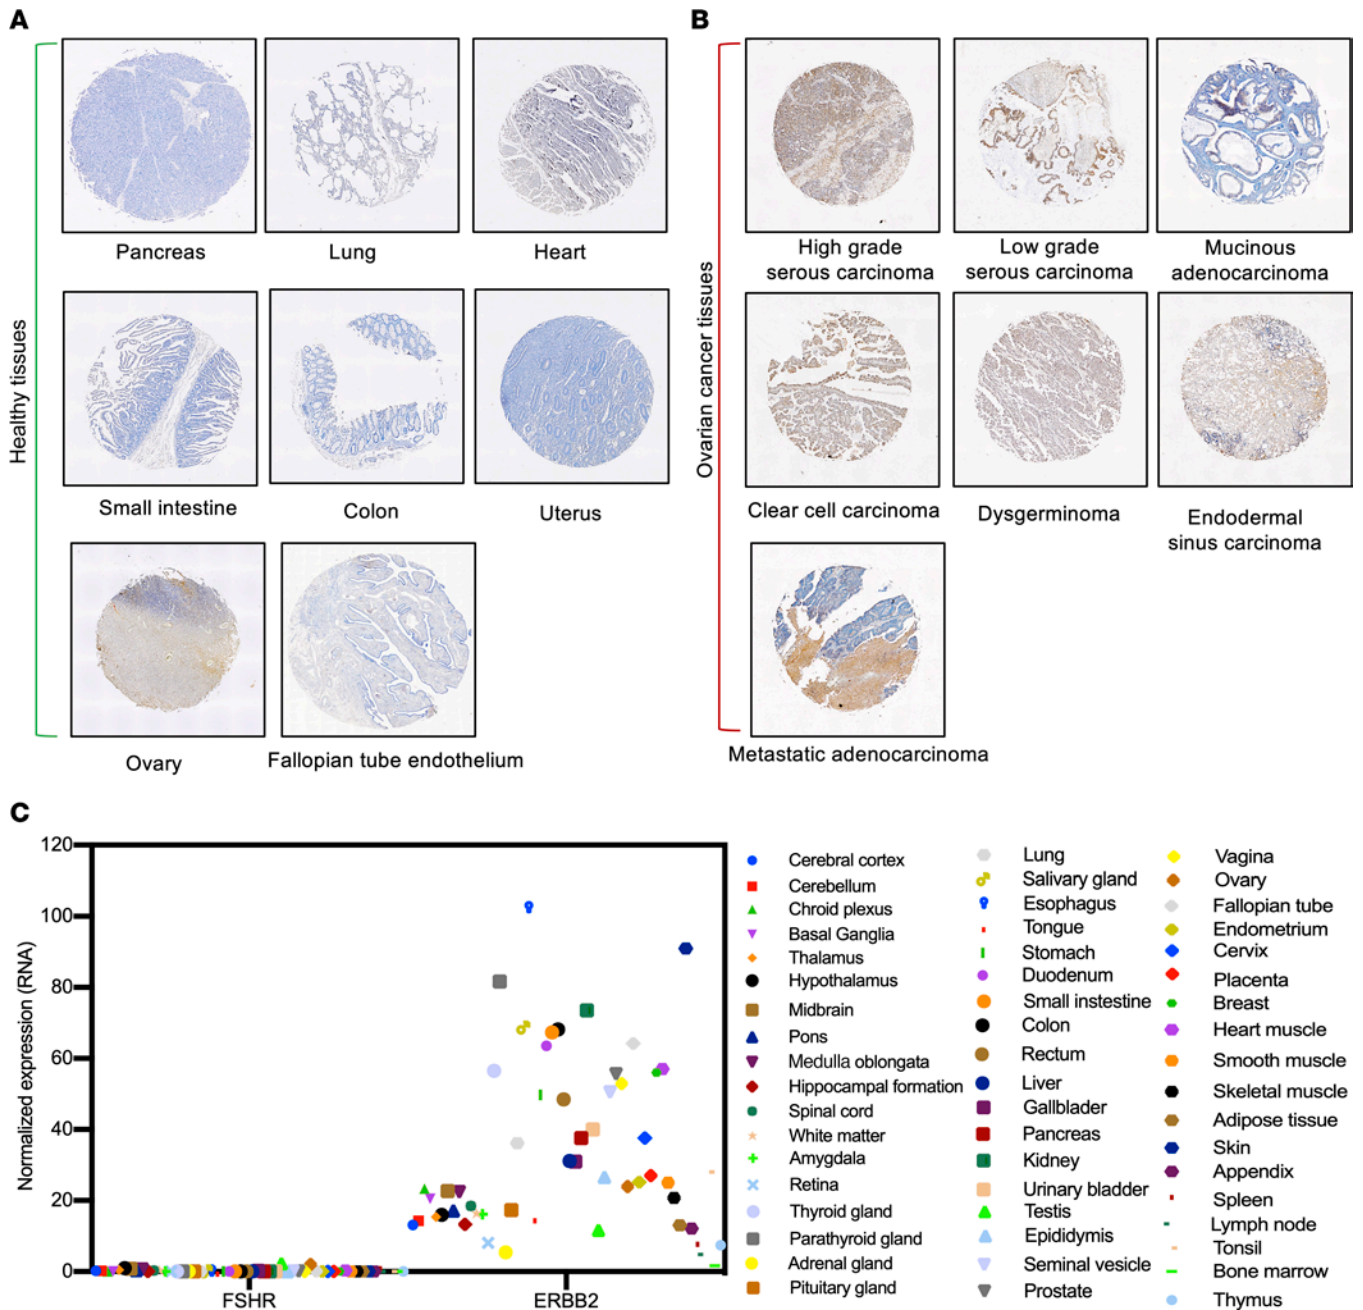 A
B
Healthy tissues
Pancreas
Lung
Heart
Small intestine
Colon
Uterus
Ovary
Fallopian tube endothelium
Ovarian cancer tissues
High grade
serous carcinoma
Low grade
serous carcinoma
Mucinous
adenocarcinoma
Clear cell carcinoma
Dysgerminoma
Endodermal
sinus carcinoma
Metastatic adenocarcinoma
C
Normalized expression (RNA)
120
100
80
60
40
20
0
FSHR
ERBB2
Cerebral cortex
Cerebellum
Chroid plexus
Basal Ganglia
Thalamus
Hypothalamus
Midbrain
Pons
Medulla oblongata
Hippocampal formation
Spinal cord
White matter
Amygdala
Retina
Thyroid gland
Parathyroid gland
Adrenal gland
Pituitary gland
Lung
Salivary gland
Esophagus
Tongue
Stomach
Duodenum
Small instestine
Colon
Rectum
Liver
Gallblader
Pancreas
Kidney
Urinary bladder
Testis
Epididymis
Seminal vesicle
Prostate
Vagina
Ovary
Fallopian tube
Endometrium
Cervix
Placenta
Breast
Heart muscle
Smooth muscle
Skeletal muscle
Adipose tissue
Skin
Appendix
Spleen
Lymph node
Tonsil
Bone marrow
Thymus